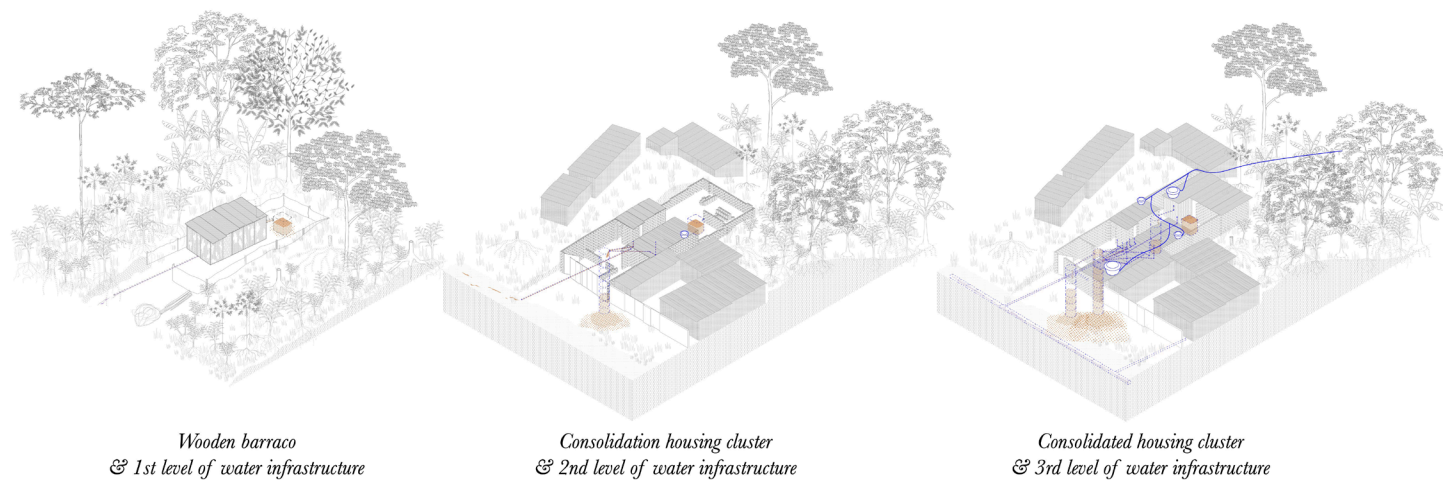 Wooden barraco
& 1st level of water infrastructure
Consolidation housing cluster
& 2nd level of water infrastructure
Consolidated housing cluster
& 3rd level of water infrastructure